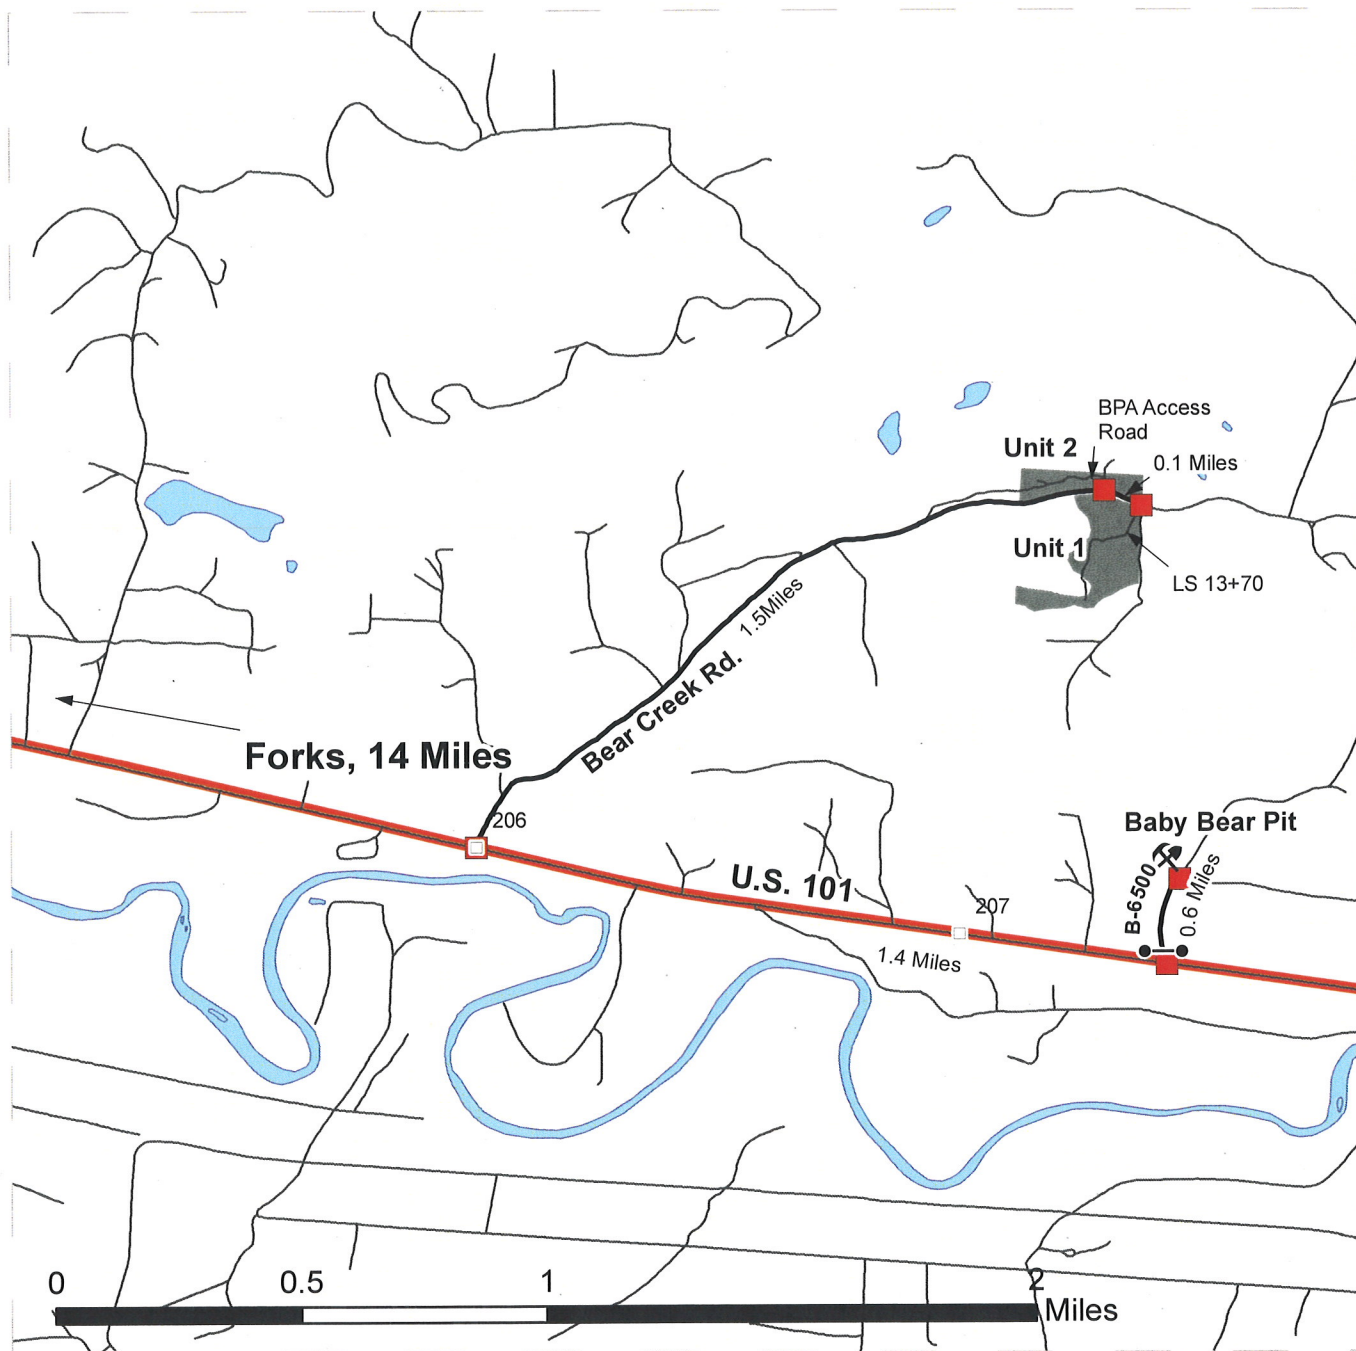 BPA Access
Road
Unit 2
0.1 Miles
Unit 1
LS 13+70
1.5Miles
Bear Creek Rd.
Forks, 14 Miles
206
Baby Bear Pit
B-6500
0.6 Miles
U.S. 101
207
1.4 Miles
0 0.5 1 2
Miles